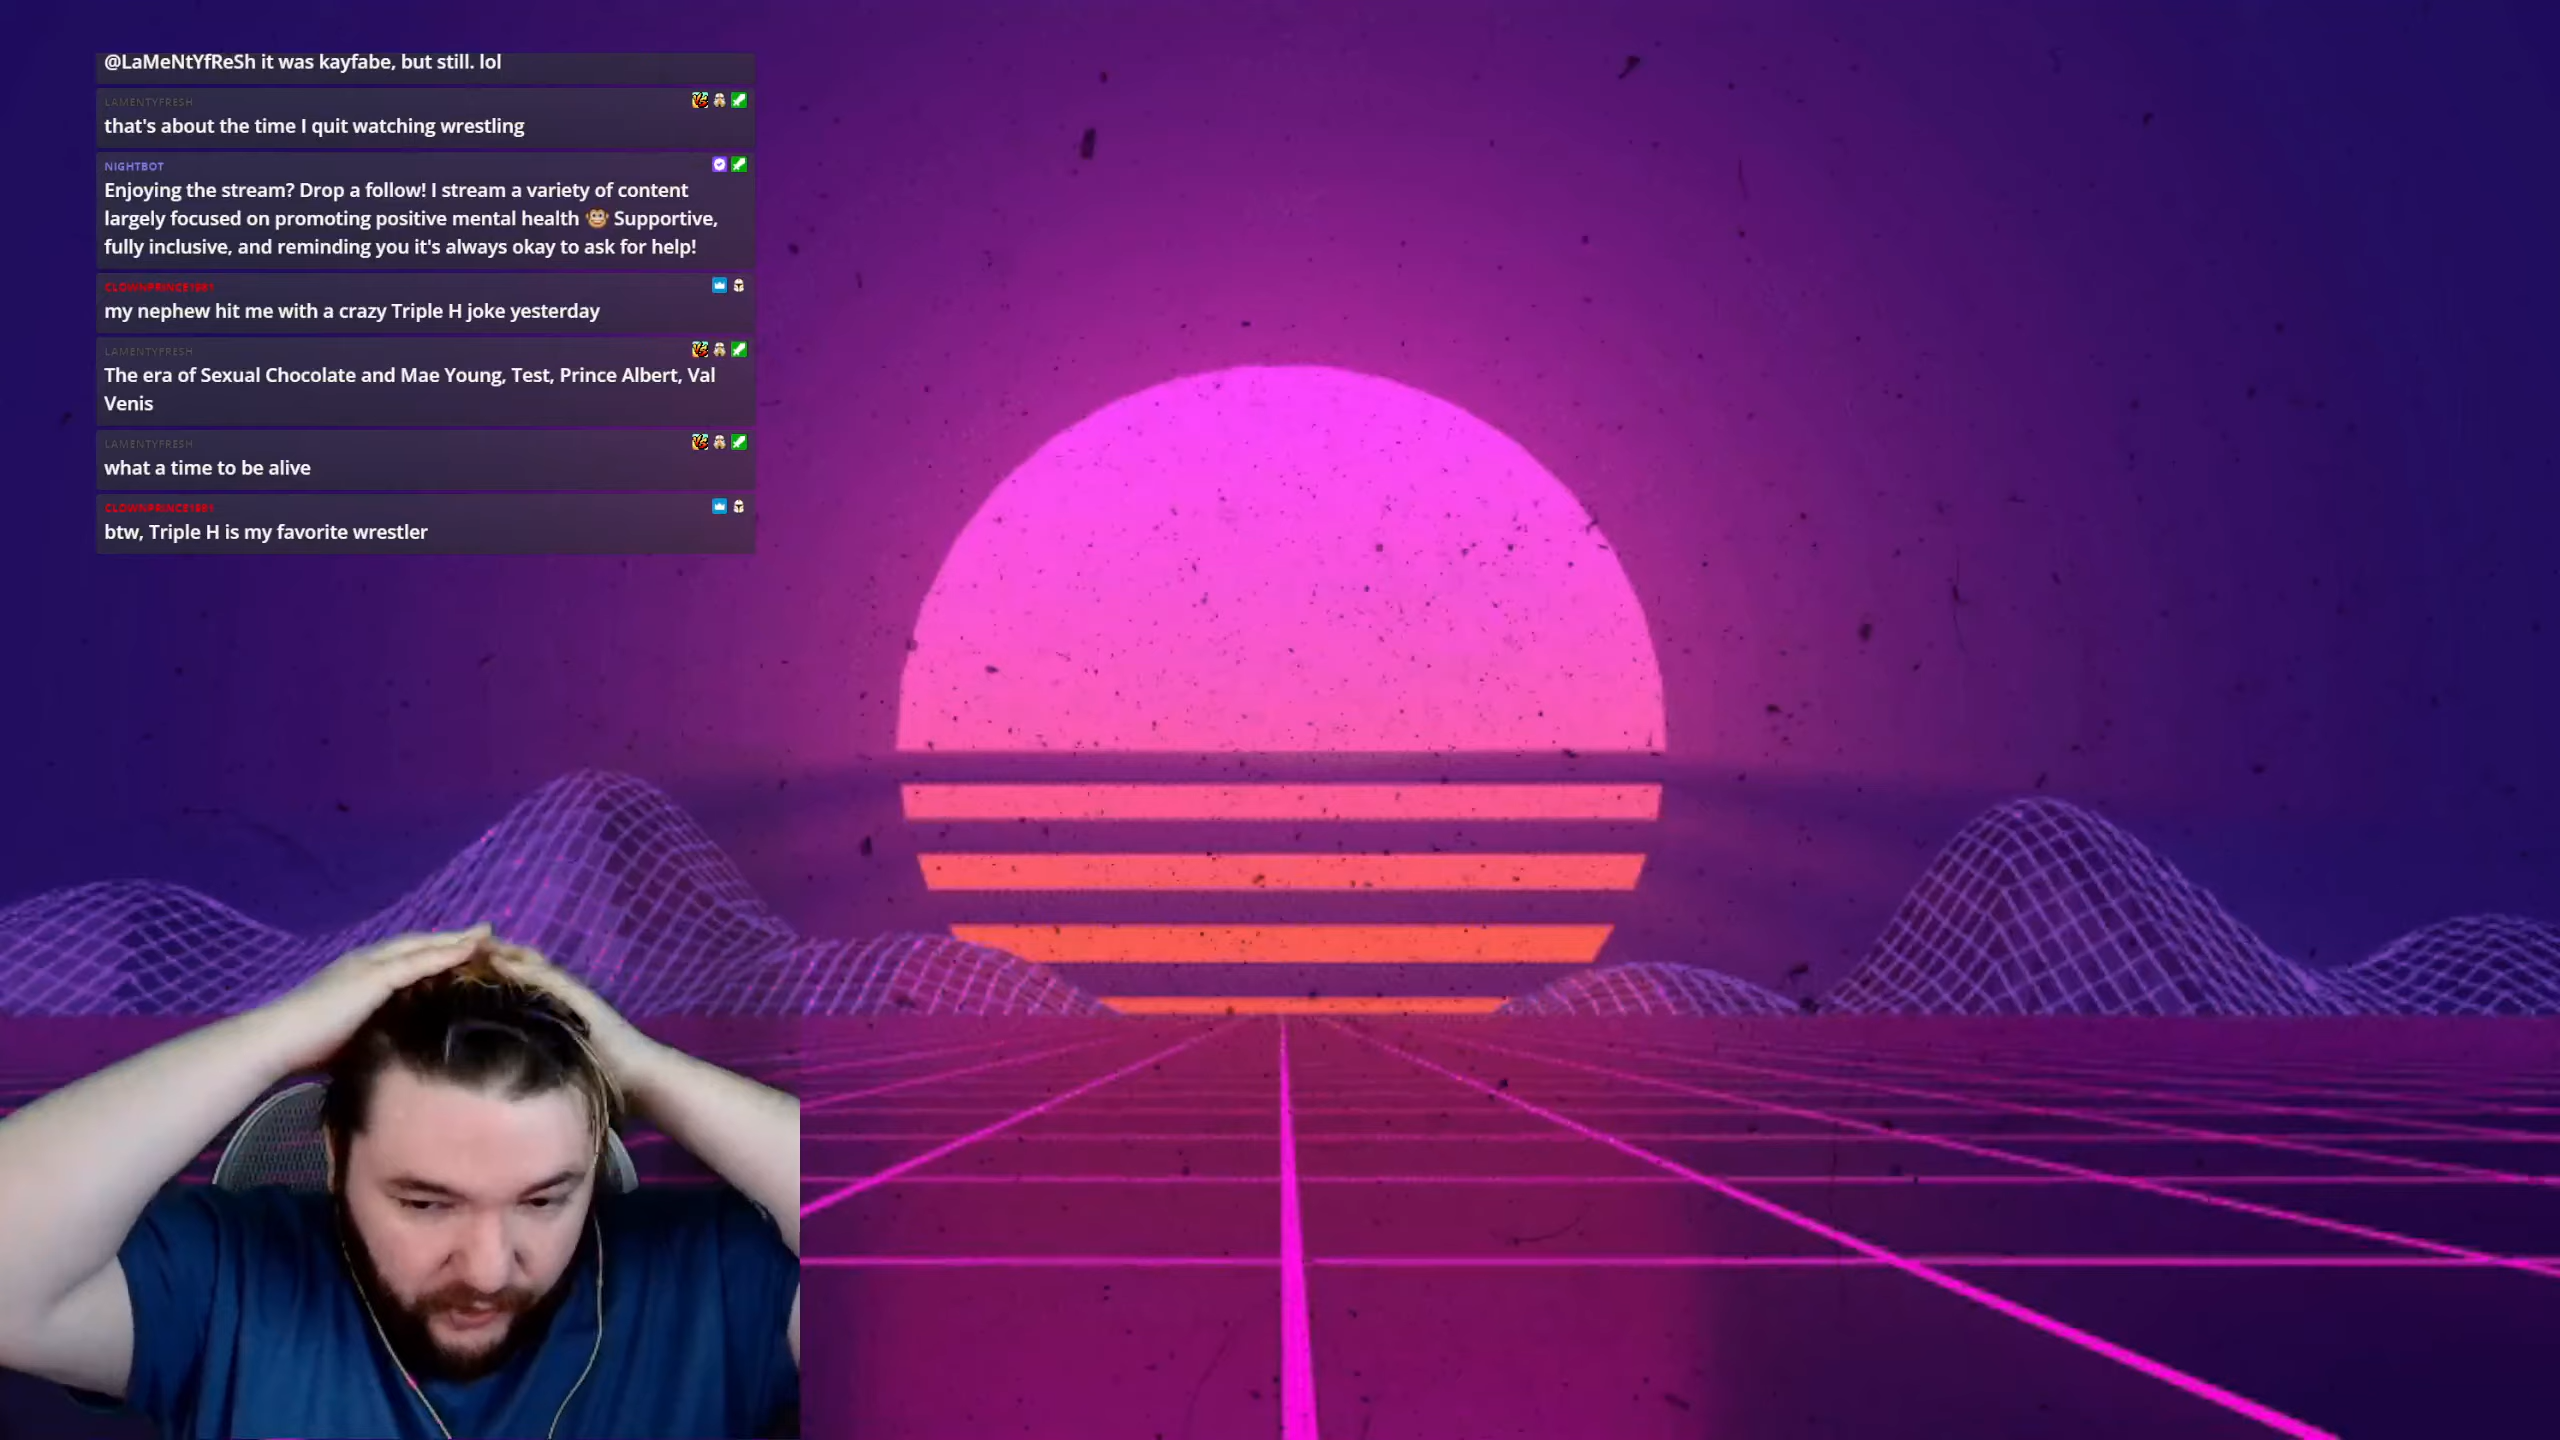 @LaMeNtYfReSh it was kayfabe, but still. lol
LAMENTYFRESH
that's about the time I quit watching wrestling
NIGHTBOT
Enjoying the stream? Drop a follow! I stream a variety of content
largely focused on promoting positive mental health 🐵 Supportive,
fully inclusive, and reminding you it's always okay to ask for help!
CLOWNPRINCE1981
my nephew hit me with a crazy Triple H joke yesterday
LAMENTYFRESH
The era of Sexual Chocolate and Mae Young, Test, Prince Albert, Val
Venis
LAMENTYFRESH
what a time to be alive
CLOWNPRINCE1981
btw, Triple H is my favorite wrestler